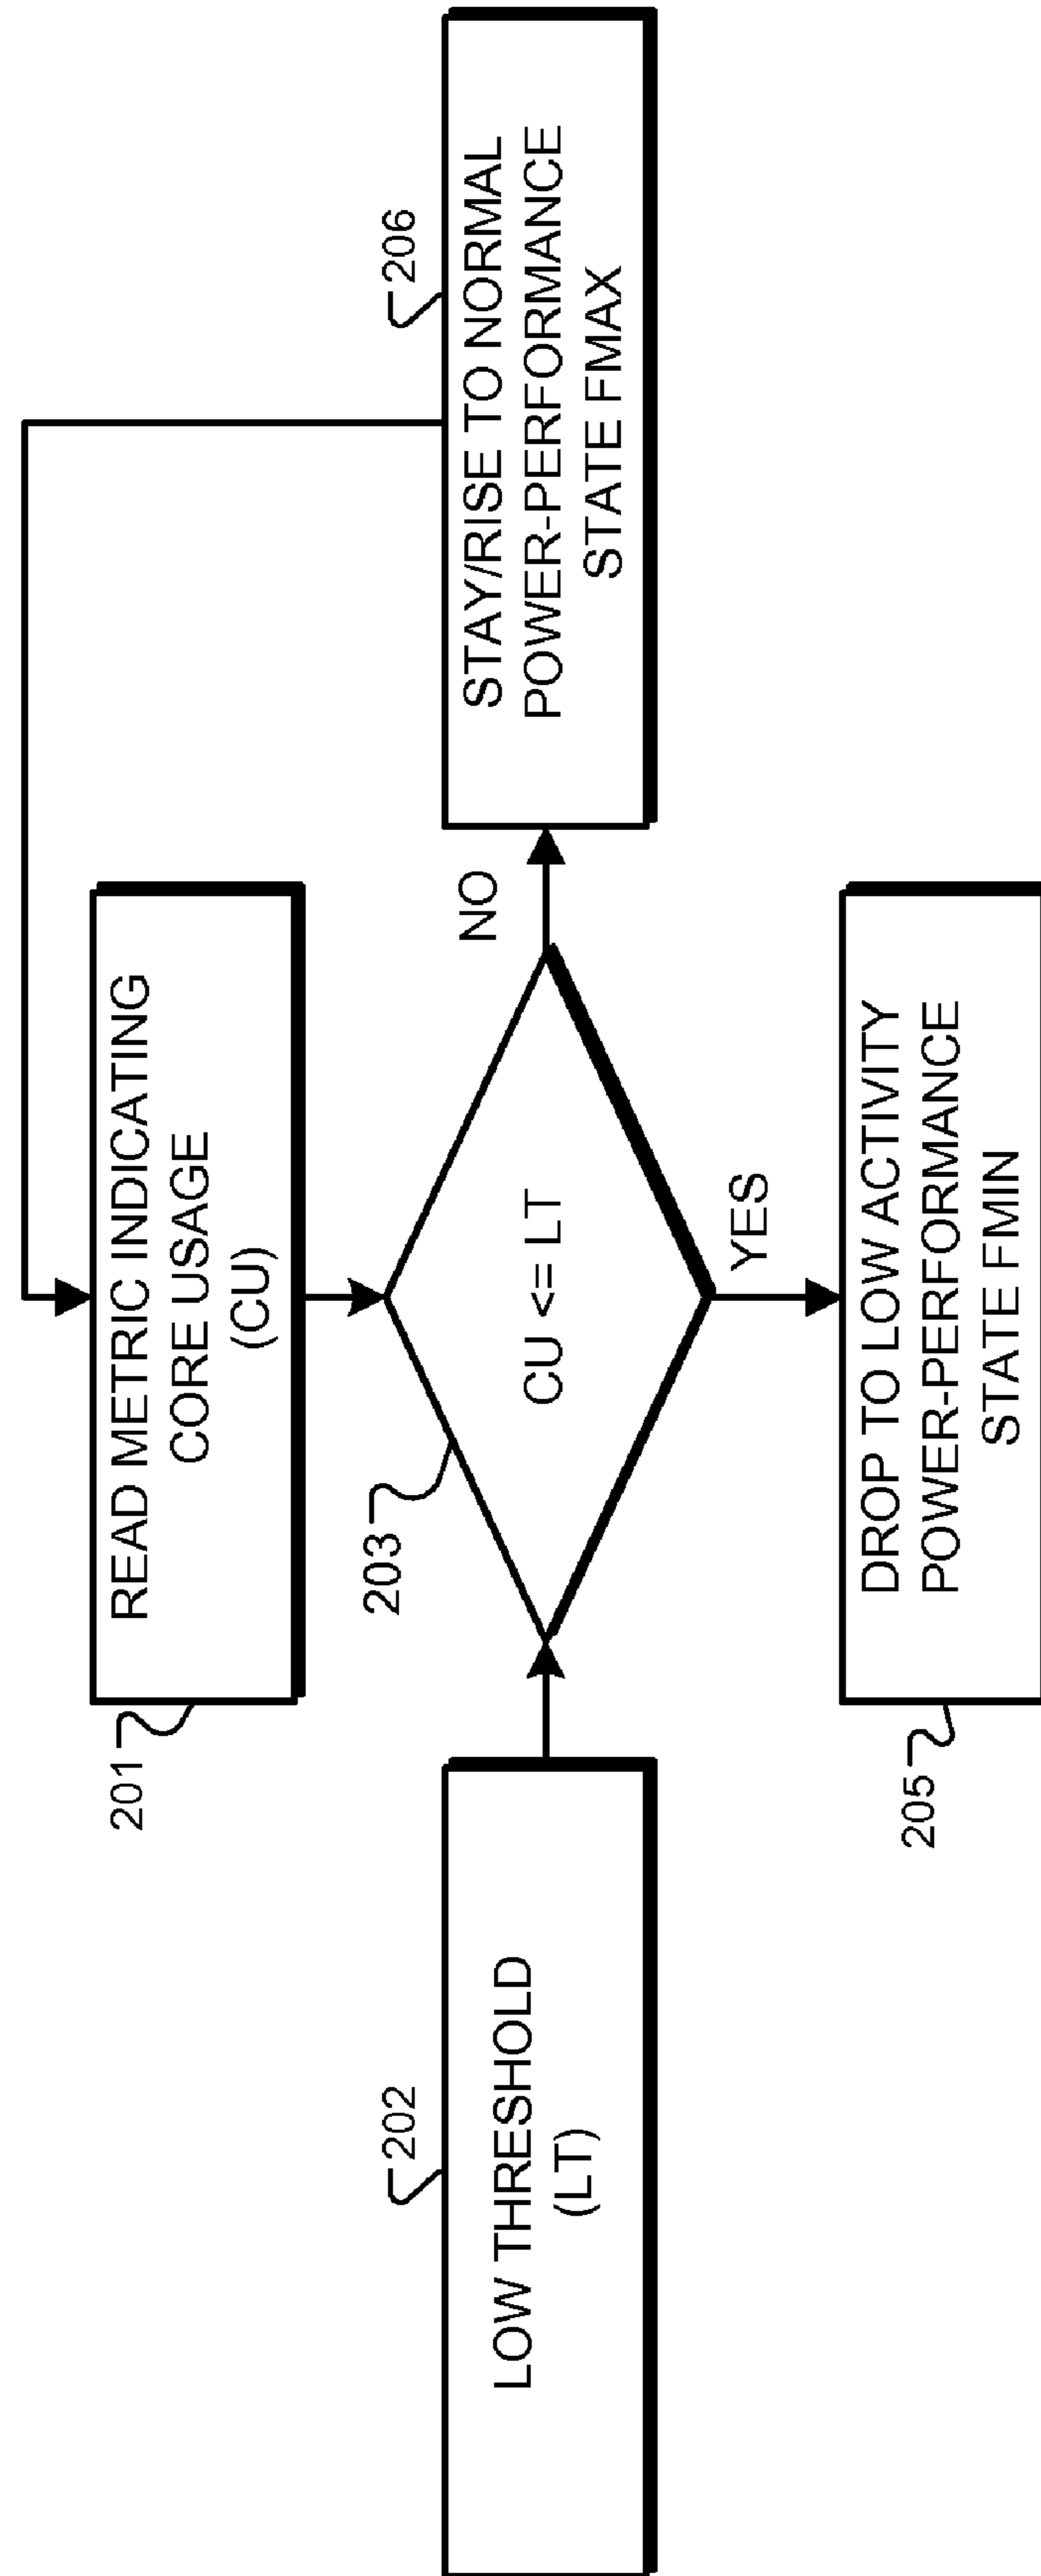 201
READ METRIC INDICATING
CORE USAGE
(CU)
202
LOW THRESHOLD
(LT)
203
CU <= LT
NO
206
STAY/RISE TO NORMAL
POWER-PERFORMANCE
STATE FMAX
YES
205
DROP TO LOW ACTIVITY
POWER-PERFORMANCE
STATE FMIN